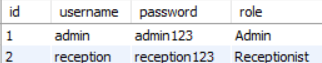 id username password role
1 admin admin123 Admin
2 reception reception123 Receptionist